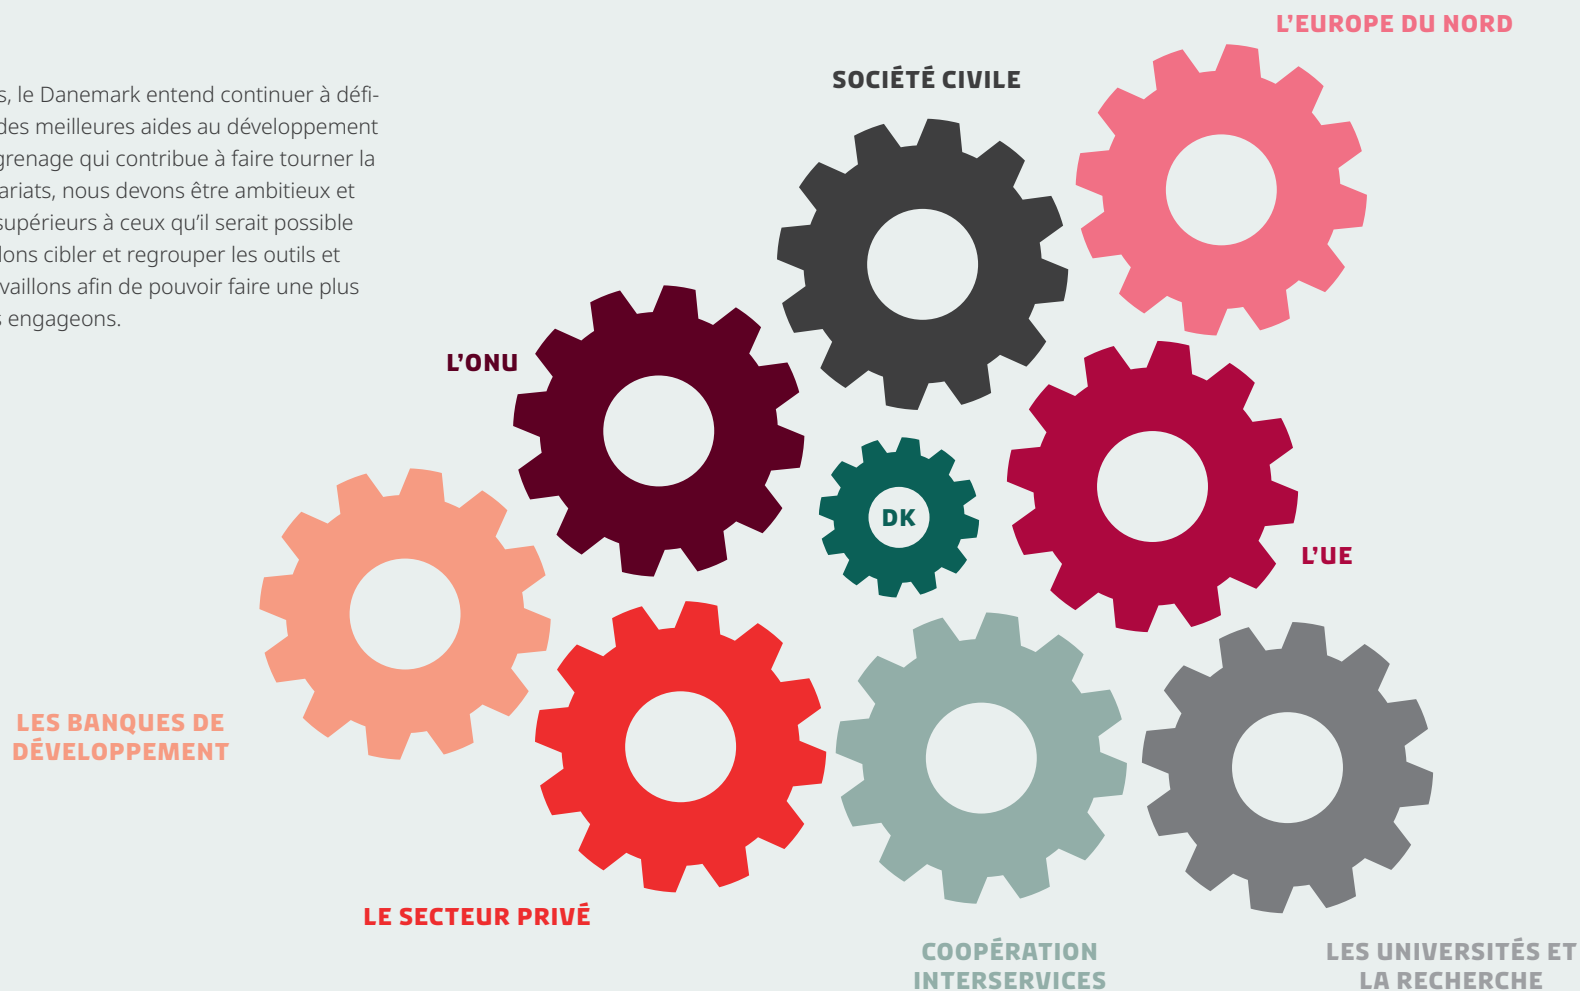 s, le Danemark entend continuer à défi-
des meilleures aides au développement
grenage qui contribue à faire tourner la
ariats, nous devons être ambitieux et
supérieurs à ceux qu'il serait possible
lons cibler et regrouper les outils et
vaillons afin de pouvoir faire une plus
s engageons.
L’EUROPE DU NORD
SOCIÉTÉ CIVILE
L’ONU
DK
L’UE
LES BANQUES DE
DÉVELOPPEMENT
LE SECTEUR PRIVÉ
COOPÉRATION
INTERSERVICES
LES UNIVERSITÉS ET
LA RECHERCHE